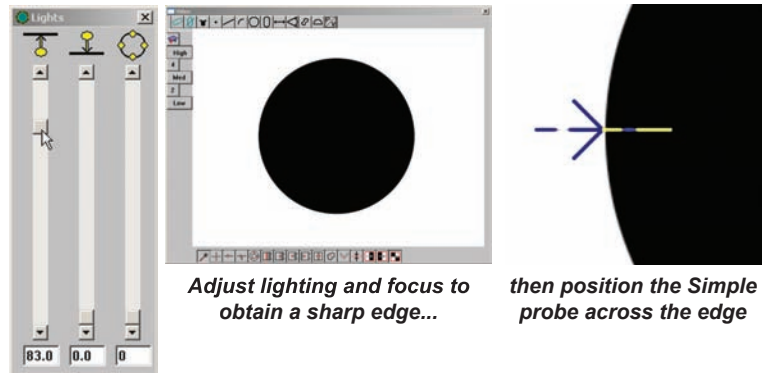 Lights
Video
High
4
Med
2
Low
83.0 0.0 0
Adjust lighting and focus to
obtain a sharp edge...
then position the Simple
probe across the edge